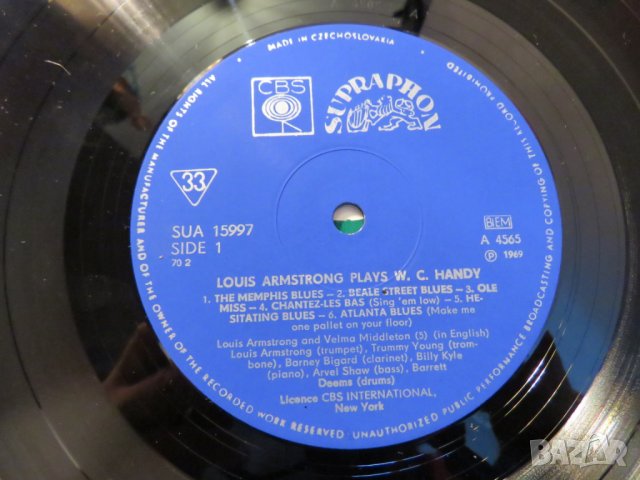 MADE IN CZECHOSLOVAKIA
ALL RIGHTS OF THE MANUFACTURER AND OF THE OWNER OF THE RECORDED WORK RESERVED UNAUTHORIZED PUBLIC PERFORMANCE BROADCASTING AND COPYING OF THIS RECORD PROHIBITED
CBS
SUPRAPHON
33
SUA 15997
SIDE 1
70 2
BIEM
A 4565
Ⓟ 1969
LOUIS ARMSTRONG PLAYS W. C. HANDY
1. THE MEMPHIS BLUES – 2. BEALE STREET BLUES – 3. OLE
MISS – 4. CHANTEZ-LES BAS (Sing 'em low) – 5. HE-
SITATING BLUES – 6. ATLANTA BLUES (Make me
one pallet on your floor)
Louis Armstrong and Velma Middleton (5) (in English)
Louis Armstrong (trumpet), Trummy Young (trom-
bone), Barney Bigard (clarinet), Billy Kyle
(piano), Arvel Shaw (bass), Barrett
Deems (drums)
Licence CBS INTERNATIONAL,
New York
BAZAR